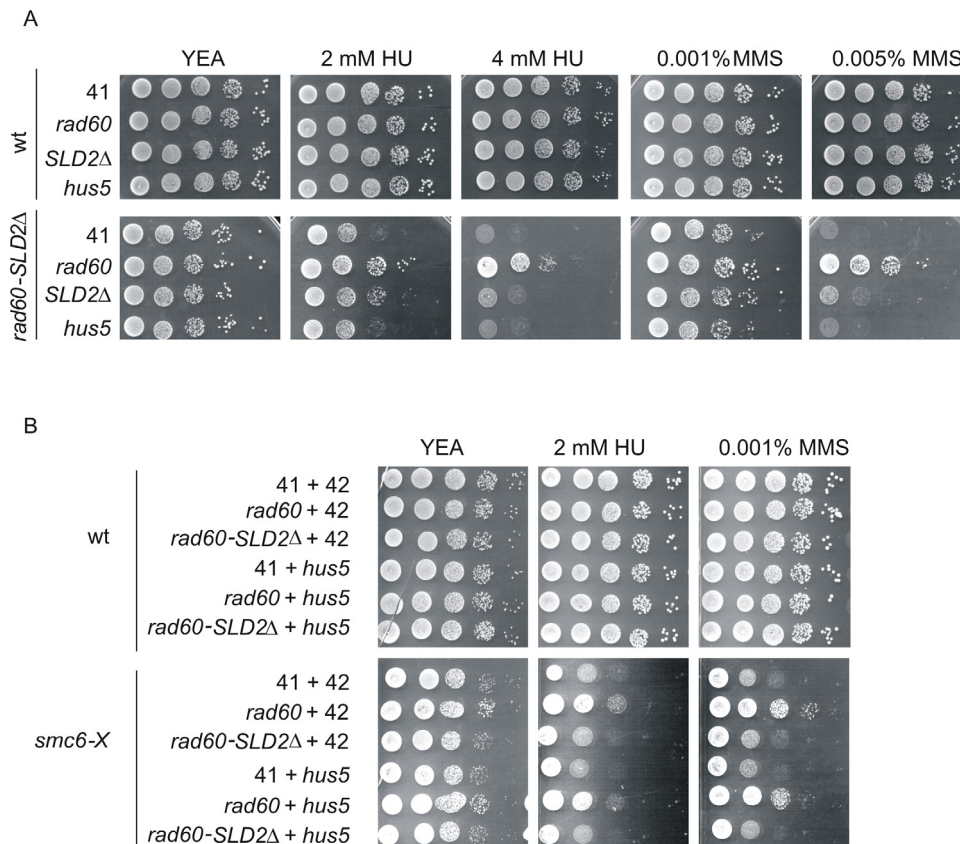 A
YEA 2 mM HU 4 mM HU 0.001%MMS 0.005% MMS
wt
41
rad60
SLD2Δ
hus5
rad60-SLD2Δ
41
rad60
SLD2Δ
hus5
B
YEA 2 mM HU 0.001% MMS
wt
41 + 42
rad60 + 42
rad60-SLD2Δ + 42
41 + hus5
rad60 + hus5
rad60-SLD2Δ + hus5
smc6-X
41 + 42
rad60 + 42
rad60-SLD2Δ + 42
41 + hus5
rad60 + hus5
rad60-SLD2Δ + hus5